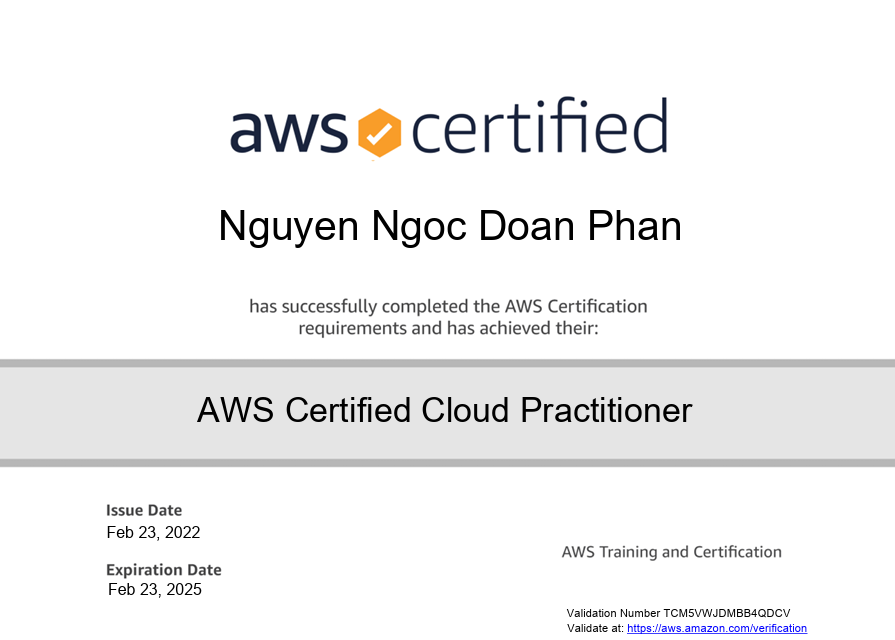 aws certified
Nguyen Ngoc Doan Phan
has successfully completed the AWS Certification
requirements and has achieved their:
AWS Certified Cloud Practitioner
Issue Date
Feb 23, 2022
Expiration Date
Feb 23, 2025
AWS Training and Certification
Validation Number TCM5VWJDMBB4QDCV
Validate at: https://aws.amazon.com/verification